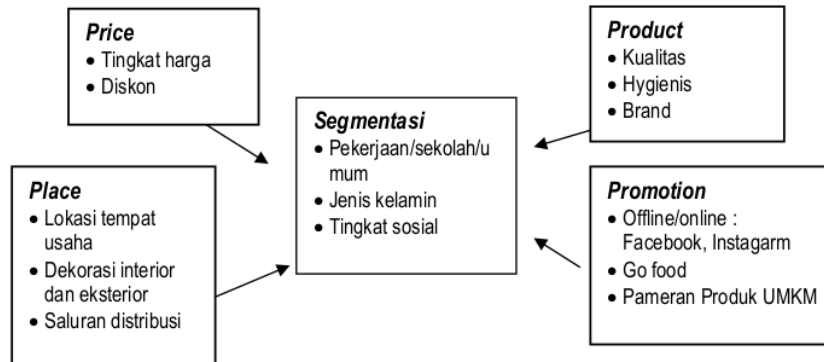 Price
• Tingkat harga
• Diskon
Product
• Kualitas
• Hygienis
• Brand
Segmentasi
• Pekerjaan/sekolah/u
mum
• Jenis kelamin
• Tingkat sosial
Place
• Lokasi tempat
usaha
• Dekorasi interior
dan eksterior
• Saluran distribusi
Promotion
• Offline/online :
Facebook, Instagarm
• Go food
• Pameran Produk UMKM